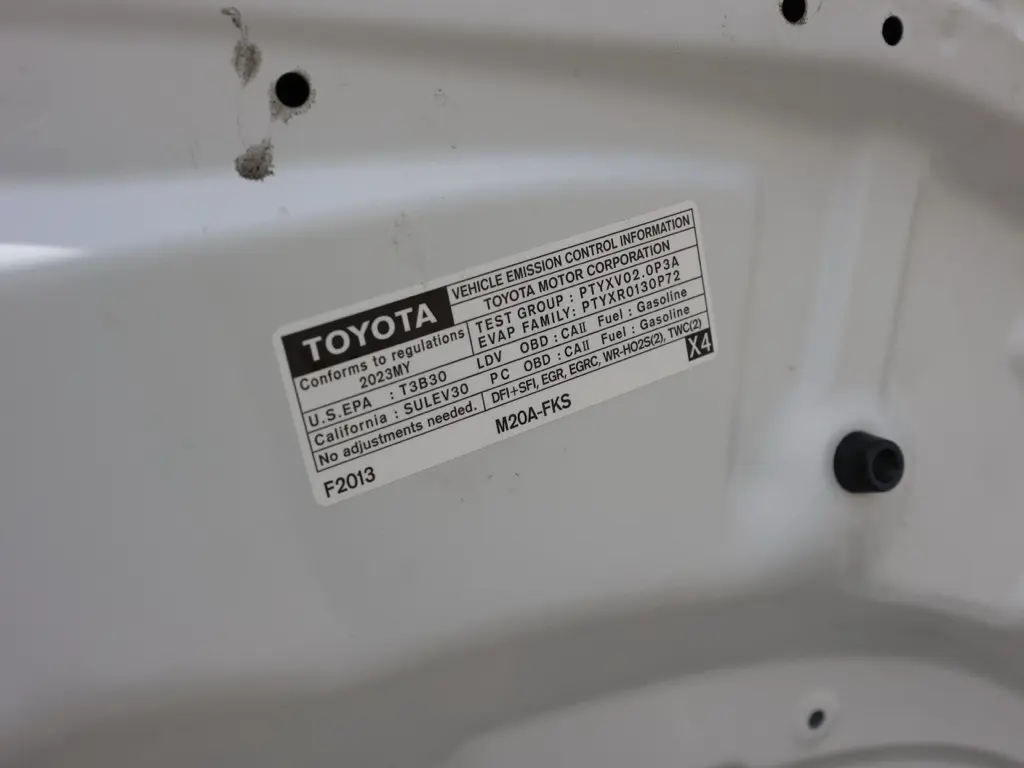 TOYOTA
VEHICLE EMISSION CONTROL INFORMATION
TOYOTA MOTOR CORPORATION
Conforms to regulations
2023MY
TEST GROUP : PTYXV02.0P3A
EVAP FAMILY: PTYXR0130P72
U.S.EPA : T3B30 LDV OBD : CAII Fuel : Gasoline
California : SULEV30 PC OBD : CAII Fuel : Gasoline
No adjustments needed. DFI+SFI, EGR, EGRC, WR-HO2S(2), TWC(2)
X4
F2013
M20A-FKS